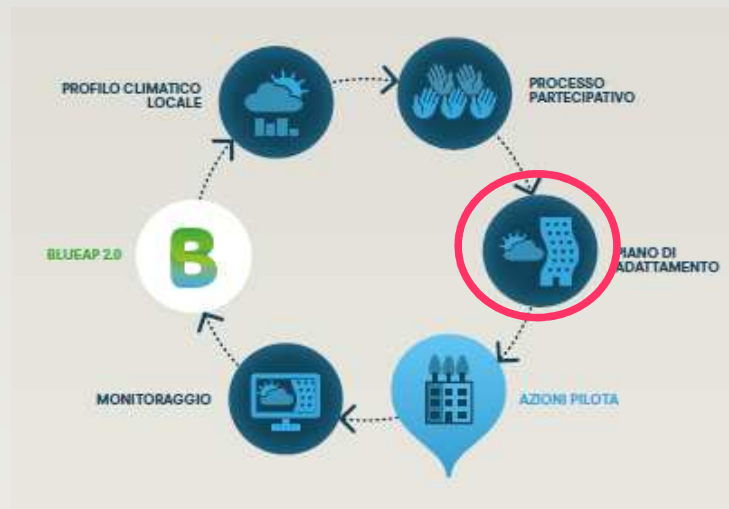 PROFILO CLIMATICO
LOCALE
PROCESSO
PARTECIPATIVO
PIANO DI
ADATTAMENTO
AZIONI PILOTA
MONITORAGGIO
BLUEAP 2.0
B